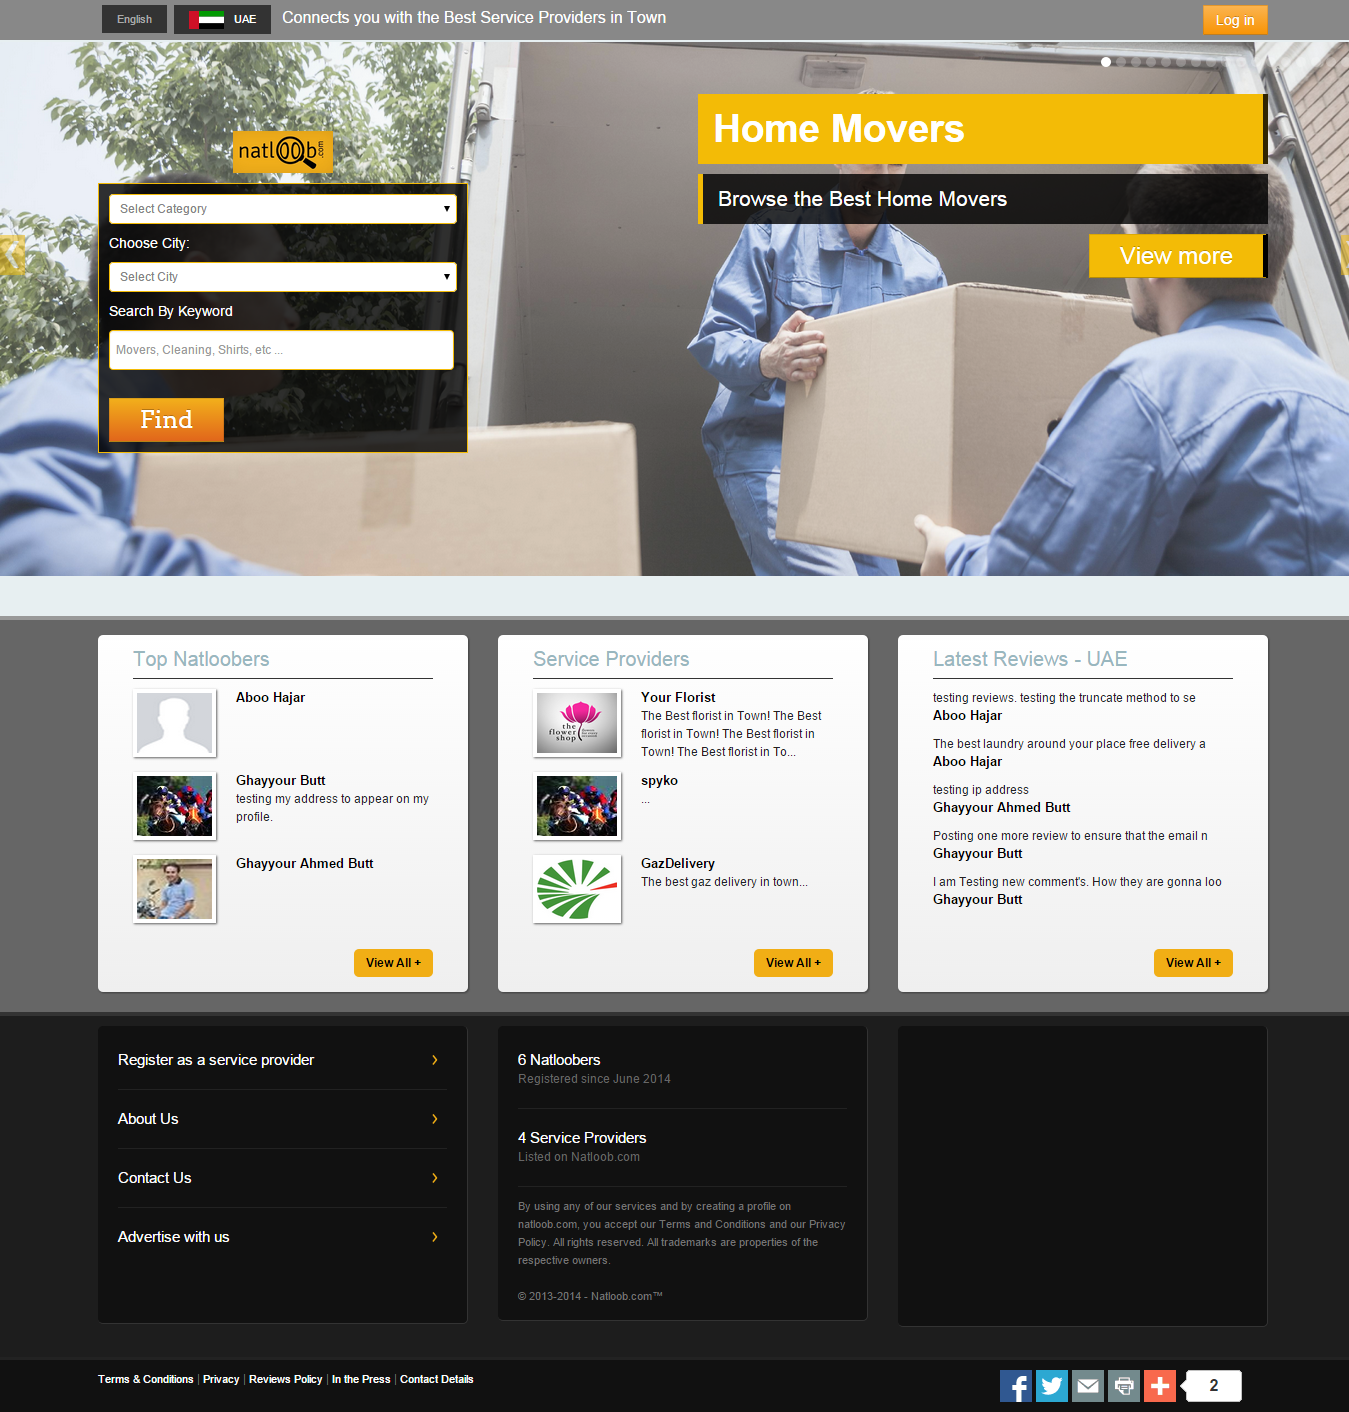 English
UAE
Connects you with the Best Service Providers in Town
Log in
natloob.com
Home Movers
Browse the Best Home Movers
View more
Select Category
Choose City:
Select City
Search By Keyword
Movers, Cleaning, Shirts, etc ...
Find
Top Natloobers
Aboo Hajar
Ghayyour Butt
testing my address to appear on my
profile.
Ghayyour Ahmed Butt
View All +
Service Providers
the
flower
shop
Your Florist
The Best florist in Town! The Best
florist in Town! The Best florist in
Town! The Best florist in To...
spyko
...
GazDelivery
The best gaz delivery in town...
View All +
Latest Reviews - UAE
testing reviews. testing the truncate method to se
Aboo Hajar
The best laundry around your place free delivery a
Aboo Hajar
testing ip address
Ghayyour Ahmed Butt
Posting one more review to ensure that the email n
Ghayyour Butt
I am Testing new comment's. How they are gonna loo
Ghayyour Butt
View All +
Register as a service provider
About Us
Contact Us
Advertise with us
6 Natloobers
Registered since June 2014
4 Service Providers
Listed on Natloob.com
By using any of our services and by creating a profile on
natloob.com, you accept our Terms and Conditions and our Privacy
Policy. All rights reserved. All trademarks are properties of the
respective owners.
© 2013-2014 - Natloob.com™
Terms & Conditions | Privacy | Reviews Policy | In the Press | Contact Details
2